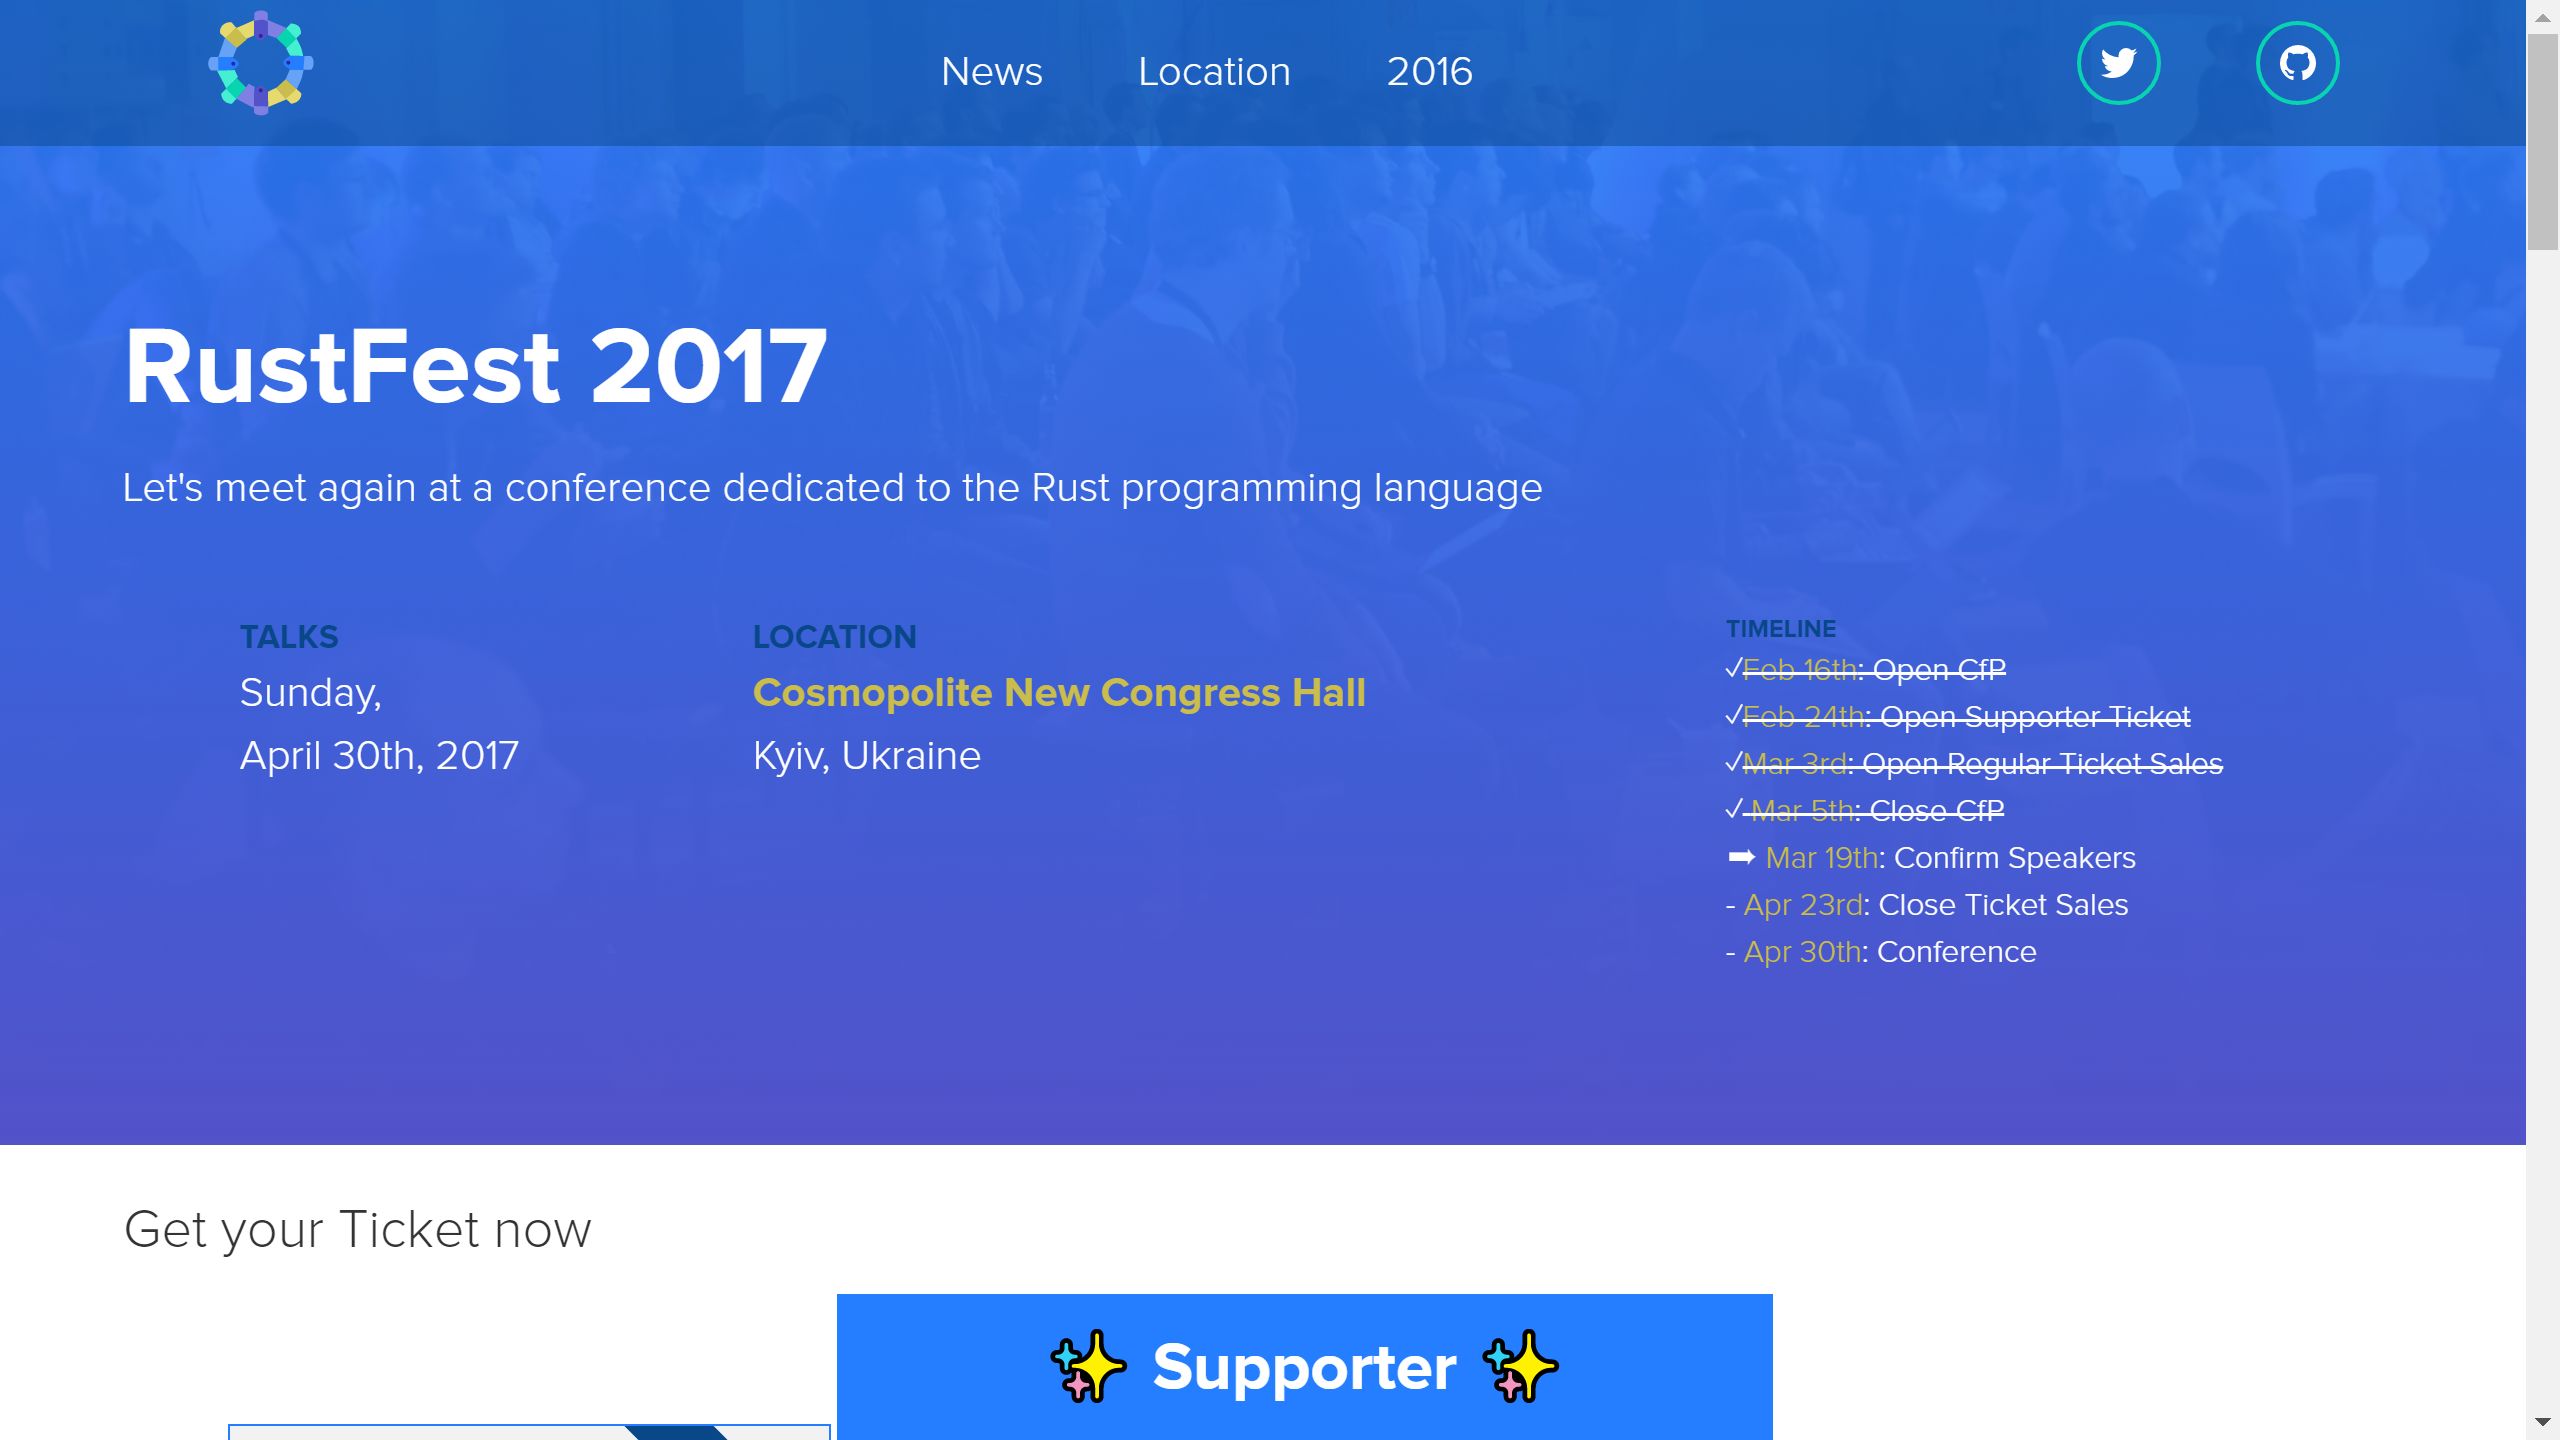 News
Location
2016
RustFest 2017
Let's meet again at a conference dedicated to the Rust programming language
TALKS
Sunday,
April 30th, 2017
LOCATION
Cosmopolite New Congress Hall
Kyiv, Ukraine
TIMELINE
✓Feb 16th: Open CfP
✓Feb 24th: Open Supporter Ticket
✓Mar 3rd: Open Regular Ticket Sales
✓ Mar 5th: Close CfP
➡ Mar 19th: Confirm Speakers
- Apr 23rd: Close Ticket Sales
- Apr 30th: Conference
Get your Ticket now
✨ Supporter ✨